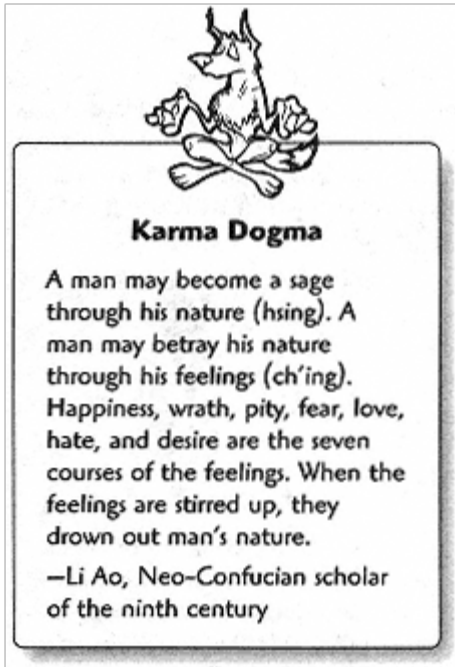 Karma Dogma
A man may become a sage
through his nature (hsing). A
man may betray his nature
through his feelings (ch'ing).
Happiness, wrath, pity, fear, love,
hate, and desire are the seven
courses of the feelings. When the
feelings are stirred up, they
drown out man's nature.
—Li Ao, Neo-Confucian scholar
of the ninth century